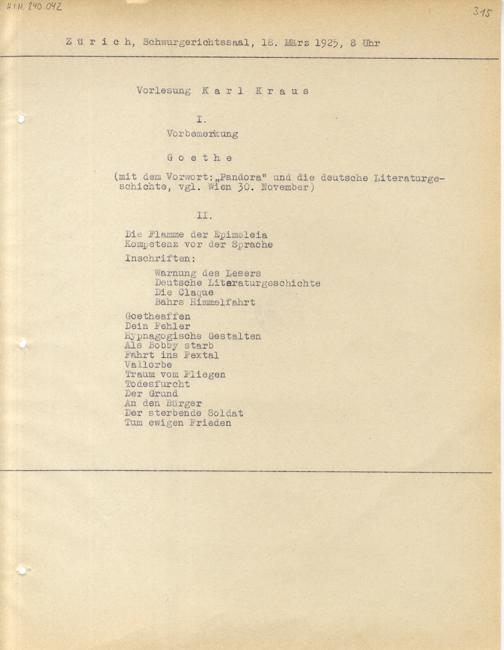 H.I.N. 240.042
315
Z ü r i c h, Schwurgerichtssaal, 18. März 1925, 8 Uhr
Vorlesung K a r l K r a u s
I.
Vorbemerkung
G o e t h e
(mit dem Vorwort: „Pandora" und die deutsche Literaturge-
schichte, vgl. Wien 30. November)
II.
Die Flamme der Epimeleia
Kompetenz vor der Sprache
Inschriften:
Warnung des Lesers
Deutsche Literaturgeschichte
Die Claque
Bahrs Himmelfahrt
Goetheaffen
Dein Fehler
Hypnagogische Gestalten
Als Bobby starb
Fahrt ins Fextal
Vallorbe
Traum vom Fliegen
Todesfurcht
Der Grund
An den Bürger
Der sterbende Soldat
Tum ewigen Frieden